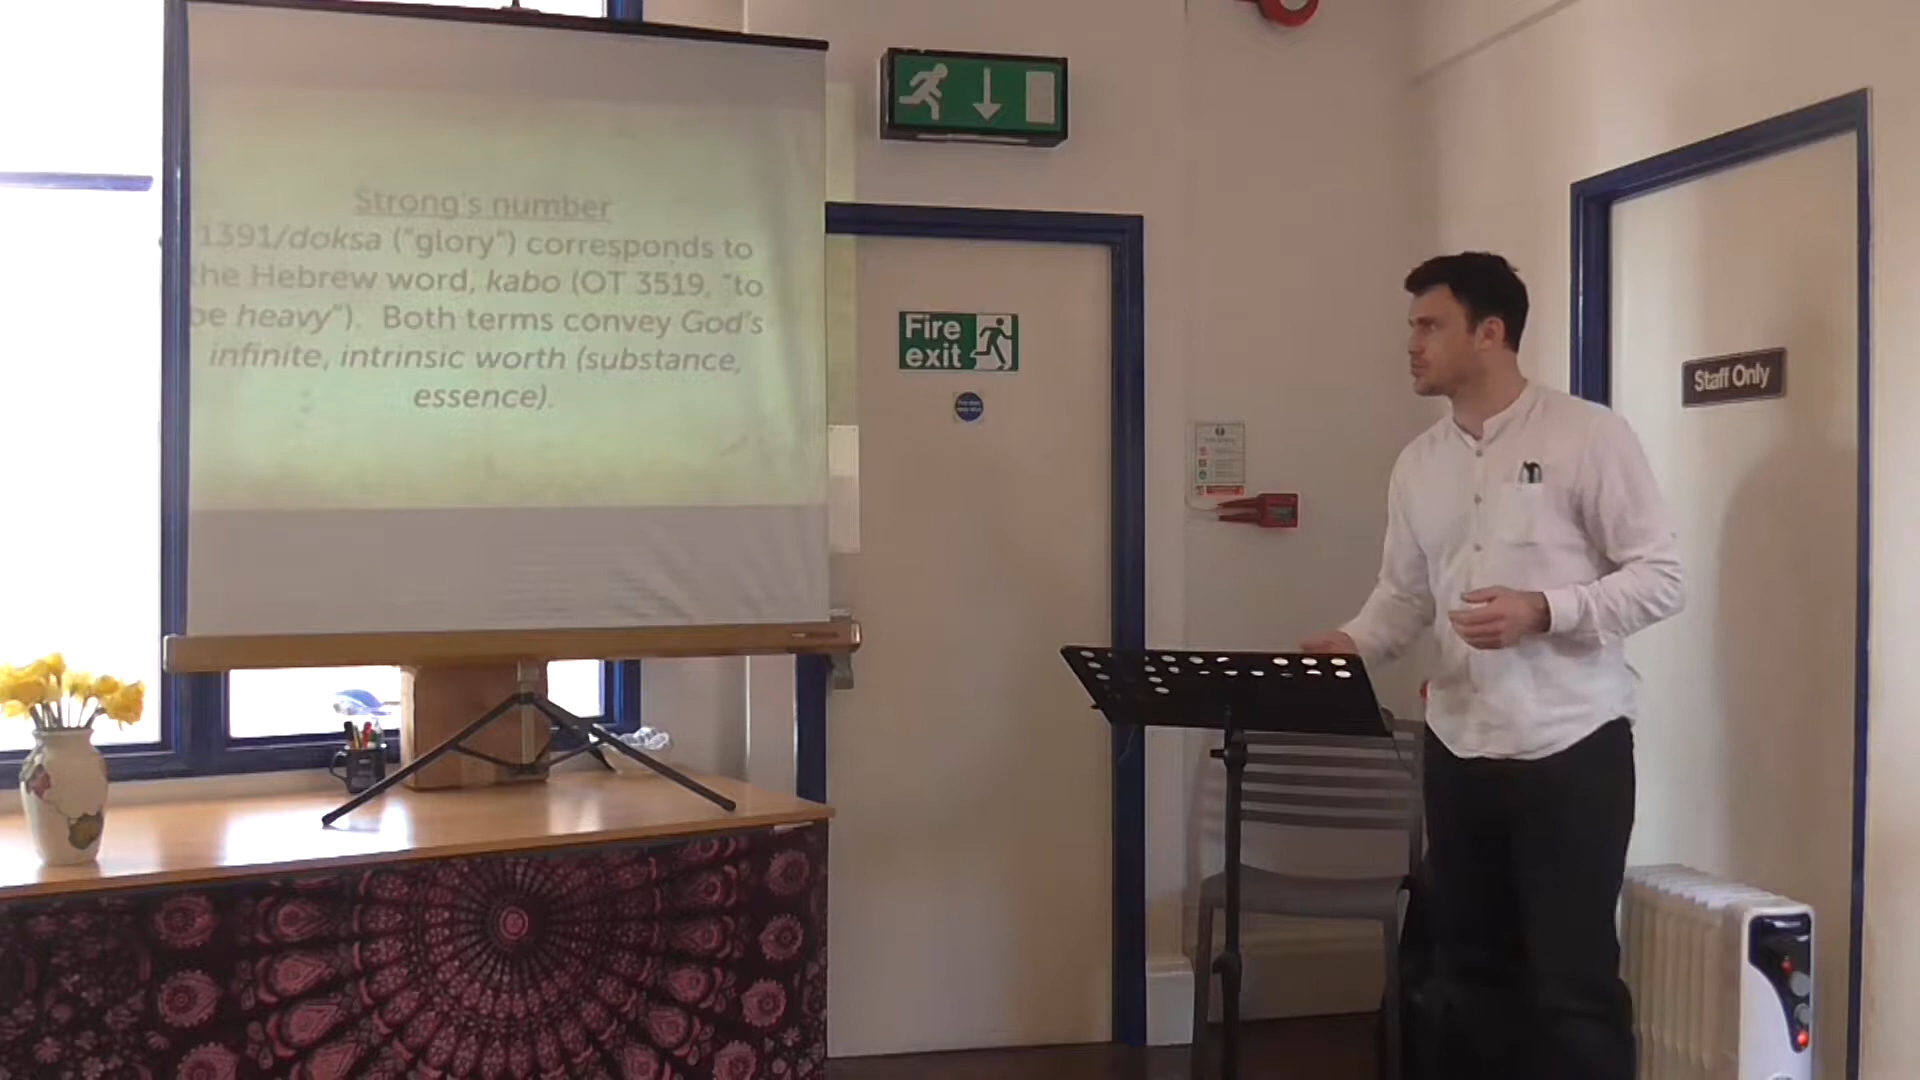 Strong's number
1391/doksa ("glory") corresponds to
the Hebrew word, kabo (OT 3519, "to
be heavy"). Both terms convey God's
infinite, intrinsic worth (substance,
essence).
Fire
exit
Staff Only